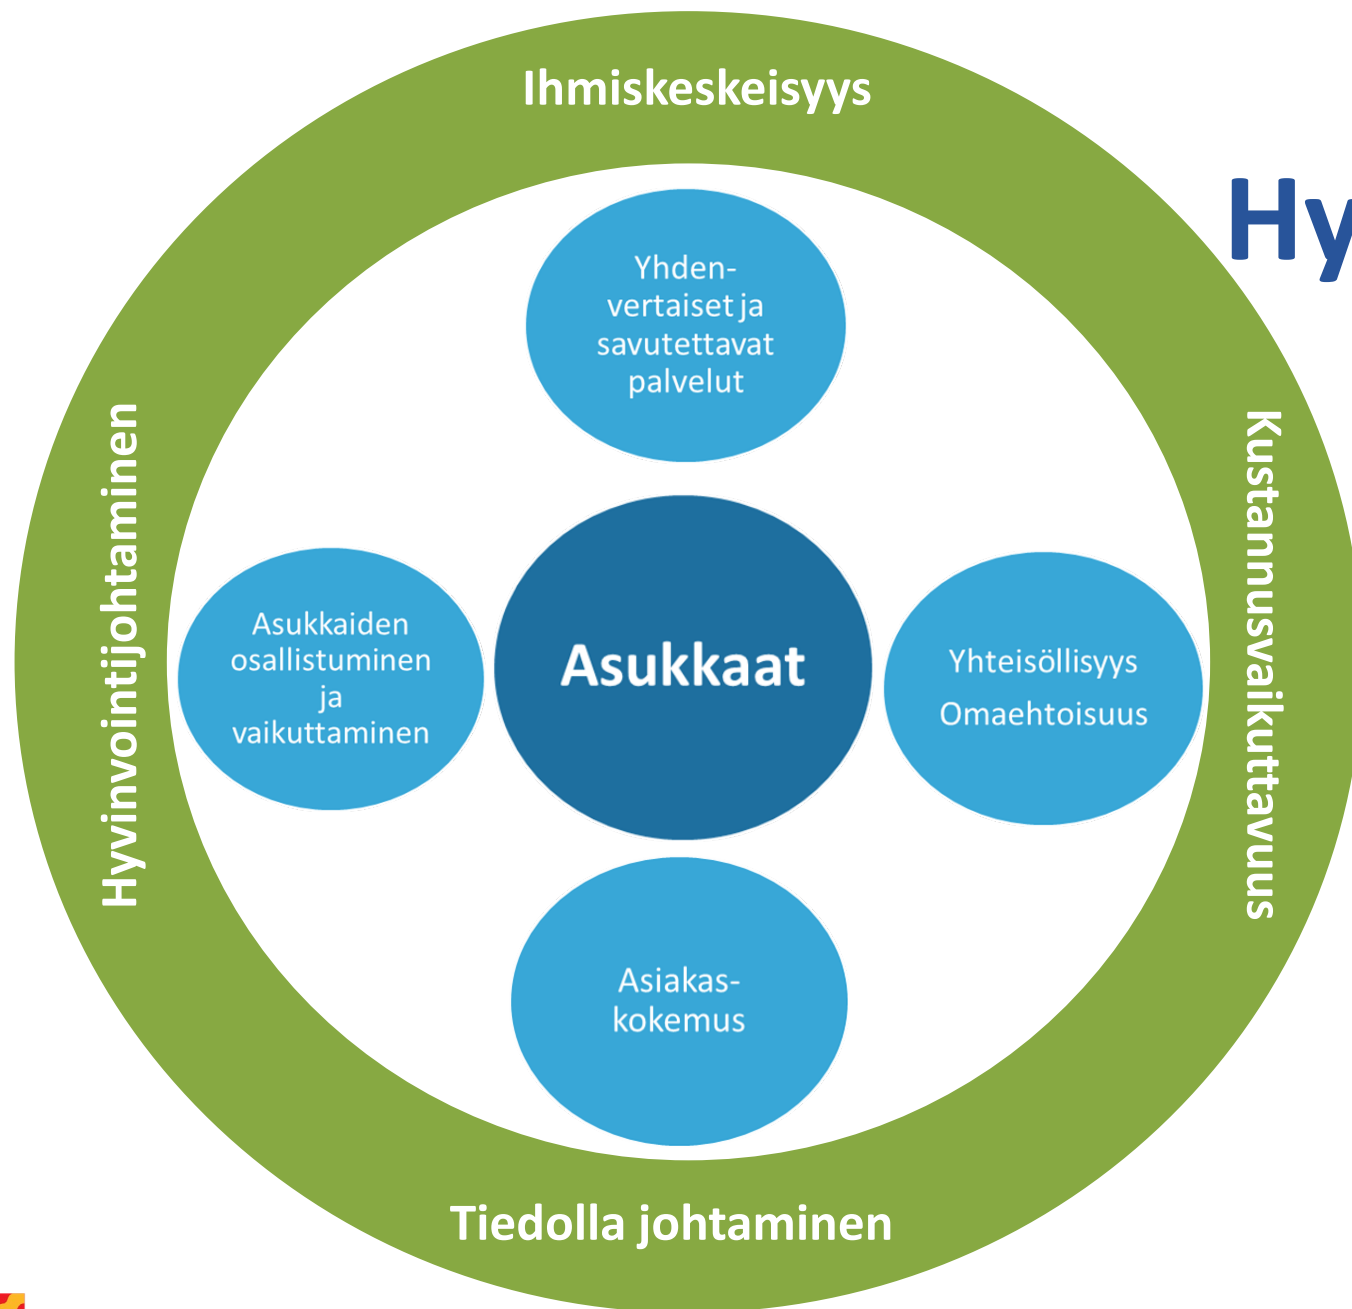 Ihmiskeskeisyys
Hy
Yhden-
vertaiset ja
savutettavat
palvelut
Hyvinvointijohtaminen
Kustannusvaikuttavuus
Asukkaiden
osallistuminen
ja
vaikuttaminen
Asukkaat
Yhteisöllisyys
Omaehtoisuus
Asiakas-
kokemus
Tiedolla johtaminen